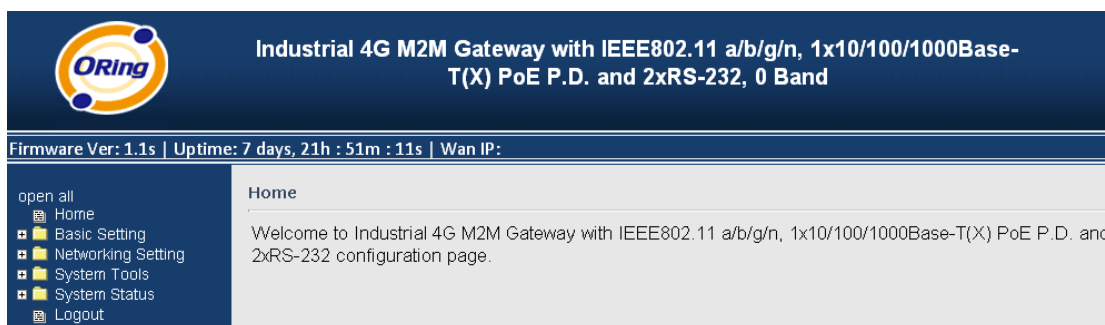 ORing
Industrial 4G M2M Gateway with IEEE802.11 a/b/g/n, 1x10/100/1000Base-
T(X) PoE P.D. and 2xRS-232, 0 Band
Firmware Ver: 1.1s | Uptime: 7 days, 21h : 51m : 11s | Wan IP:
open all
Home
Basic Setting
Networking Setting
System Tools
System Status
Logout
Home
Welcome to Industrial 4G M2M Gateway with IEEE802.11 a/b/g/n, 1x10/100/1000Base-T(X) PoE P.D. and
2xRS-232 configuration page.